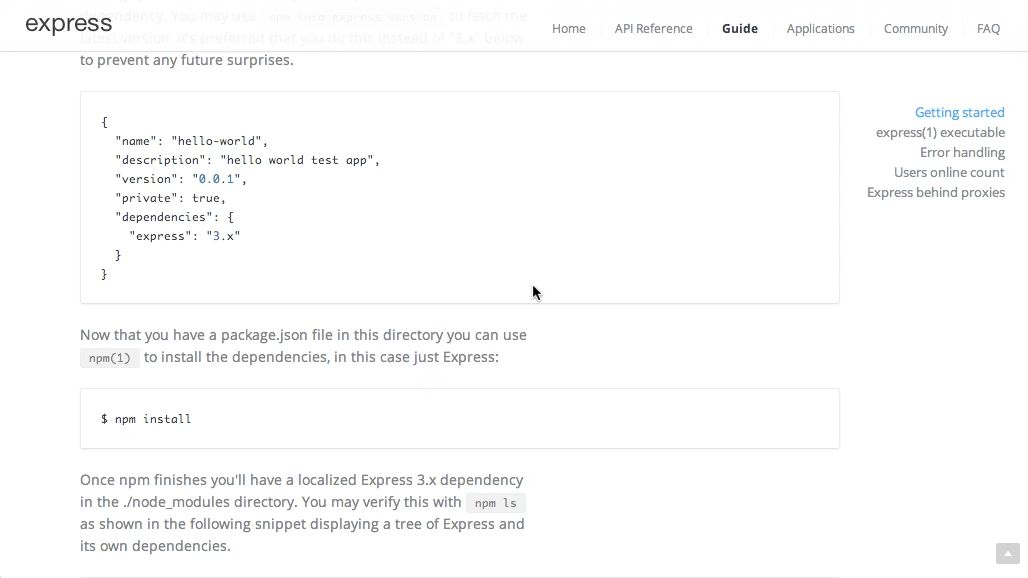 express
Home
API Reference
Guide
Applications
Community
FAQ
dependency. You may use npm info express version to fetch the
latest version, it's preferred that you do this instead of "3.x" below
to prevent any future surprises.
{
"name": "hello-world",
"description": "hello world test app",
"version": "0.0.1",
"private": true,
"dependencies": {
"express": "3.x"
}
}
Getting started
express(1) executable
Error handling
Users online count
Express behind proxies
Now that you have a package.json file in this directory you can use
npm(1) to install the dependencies, in this case just Express:
$ npm install
Once npm finishes you'll have a localized Express 3.x dependency
in the ./node_modules directory. You may verify this with npm ls
as shown in the following snippet displaying a tree of Express and
its own dependencies.